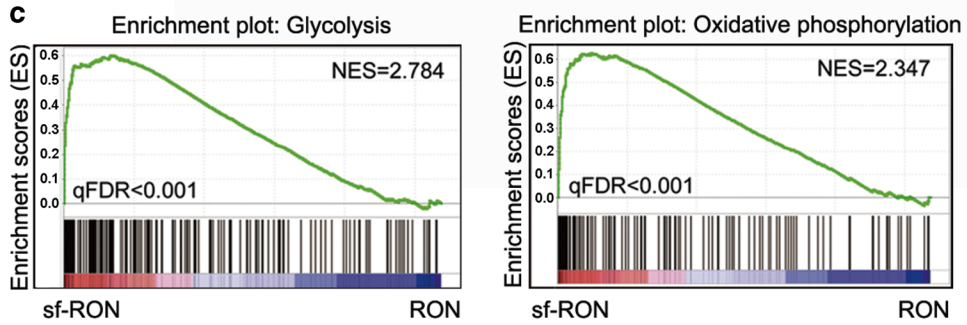 c
Enrichment plot: Glycolysis
Enrichment scores (ES)
0.6
0.5
0.4
0.3
0.2
0.1
0.0
NES=2.784
qFDR<0.001
sf-RON RON
Enrichment plot: Oxidative phosphorylation
Enrichment scores (ES)
0.6
0.5
0.4
0.3
0.2
0.1
0.0
NES=2.347
qFDR<0.001
sf-RON RON